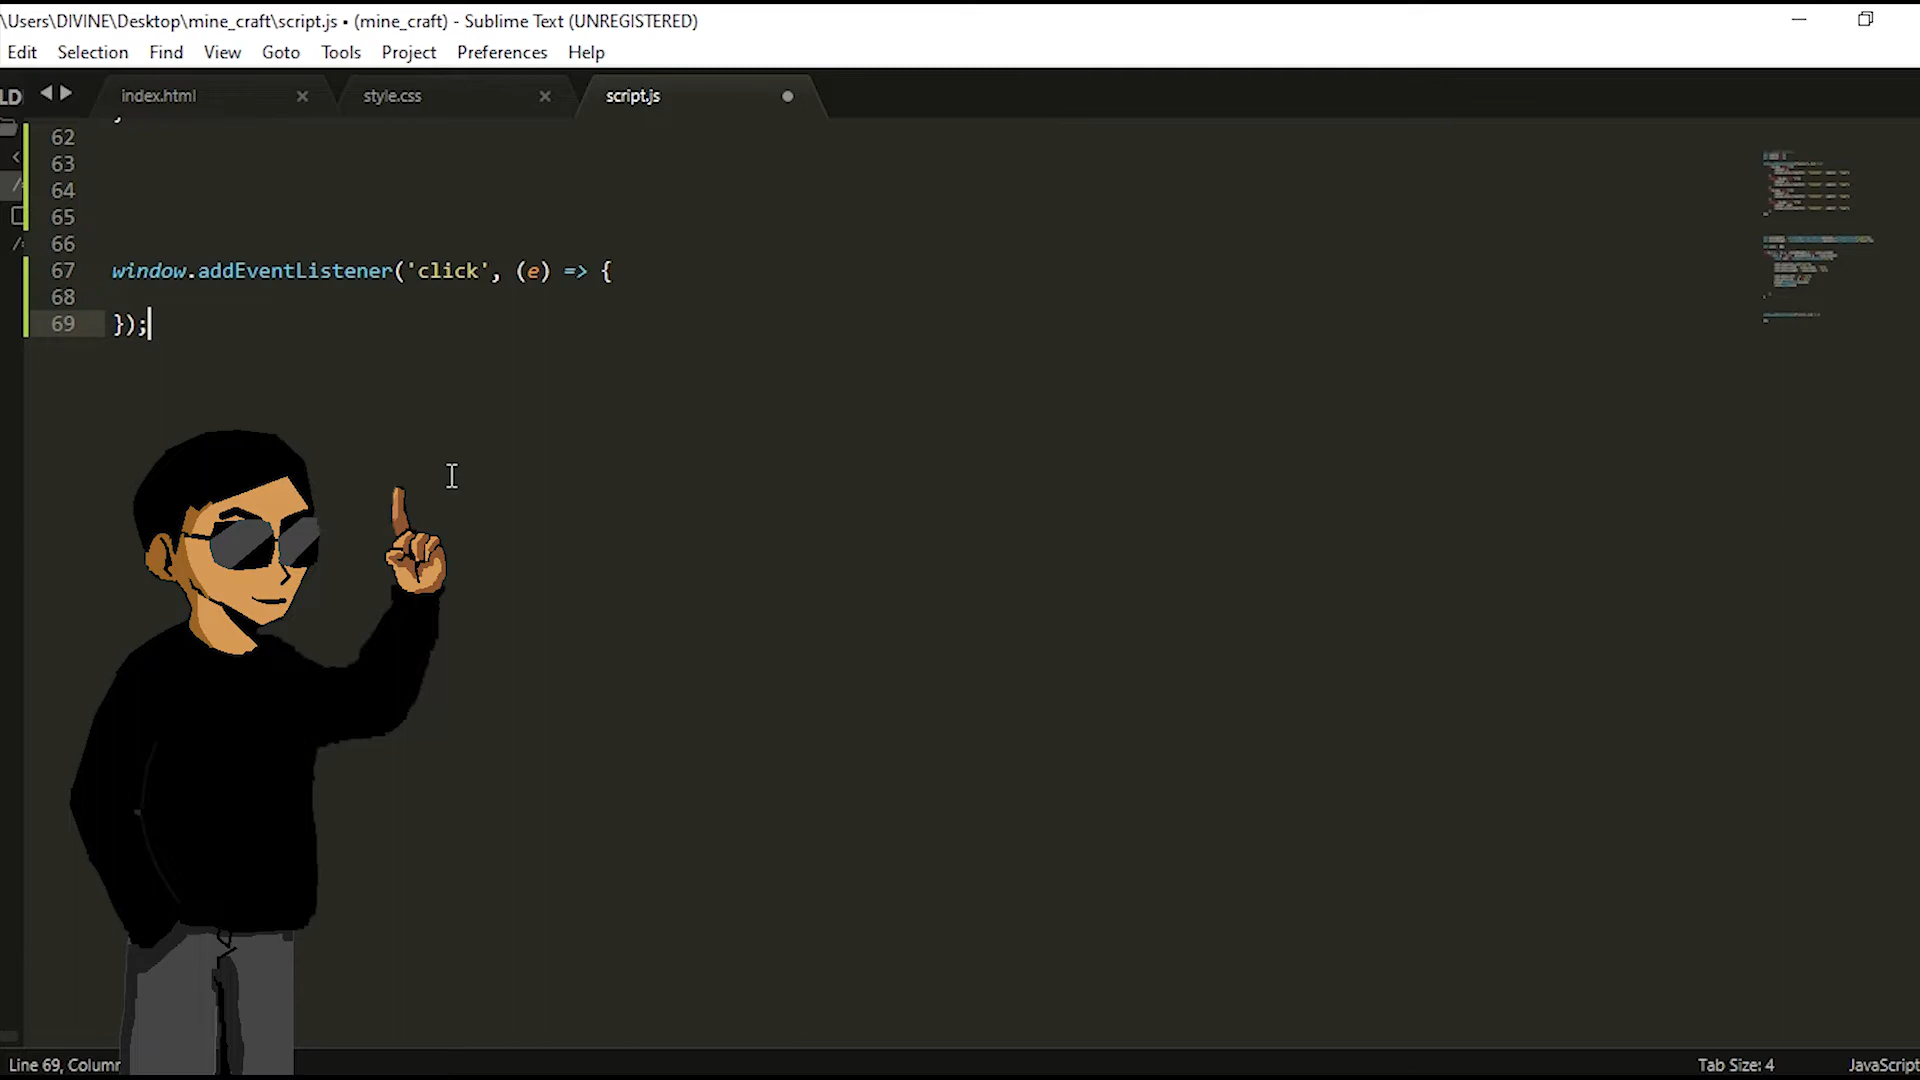 \Users\DIVINE\Desktop\mine_craft\script.js • (mine_craft) - Sublime Text (UNREGISTERED)
Edit Selection Find View Goto Tools Project Preferences Help
LD index.html style.css script.js
62
63
64
65
66
67 window.addEventListener('click', (e) => {
68
69 });
Line 69, Column
Tab Size: 4 JavaScript